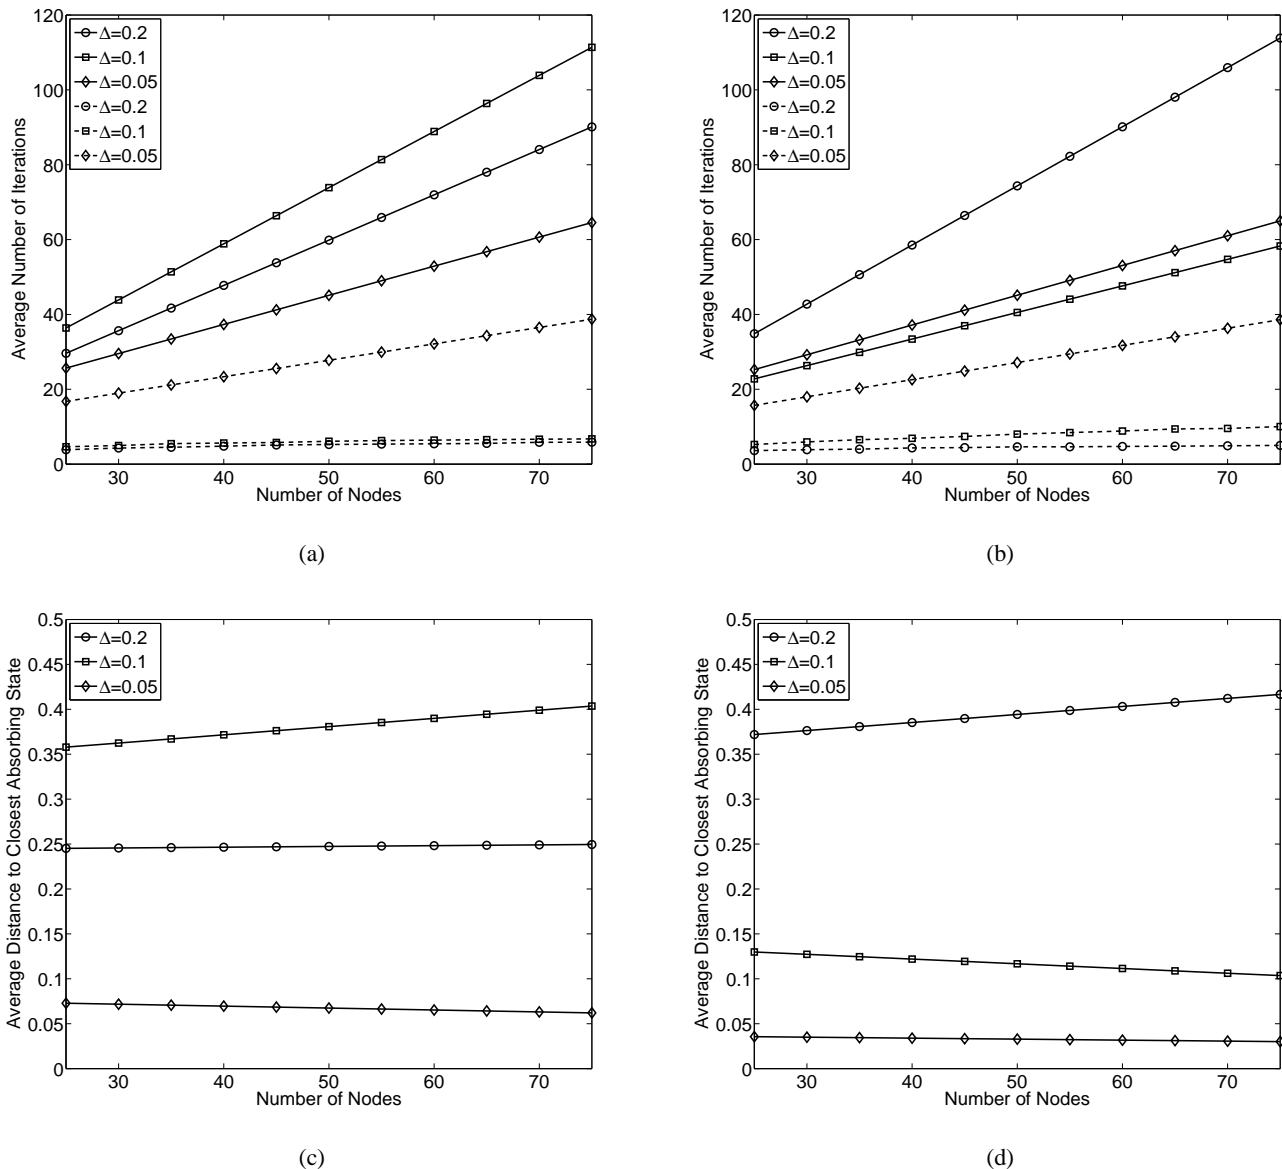 120
100
80
60
40
20
0
30
40
50
60
70
Average Number of Iterations
Number of Nodes
Δ=0.2
Δ=0.1
Δ=0.05
Δ=0.2
Δ=0.1
Δ=0.05
(a)
120
100
80
60
40
20
0
30
40
50
60
70
Average Number of Iterations
Number of Nodes
Δ=0.2
Δ=0.1
Δ=0.05
Δ=0.2
Δ=0.1
Δ=0.05
(b)
0.5
0.45
0.4
0.35
0.3
0.25
0.2
0.15
0.1
0.05
0
30
40
50
60
70
Average Distance to Closest Absorbing State
Number of Nodes
Δ=0.2
Δ=0.1
Δ=0.05
(c)
0.5
0.45
0.4
0.35
0.3
0.25
0.2
0.15
0.1
0.05
0
30
40
50
60
70
Average Distance to Closest Absorbing State
Number of Nodes
Δ=0.2
Δ=0.1
Δ=0.05
(d)